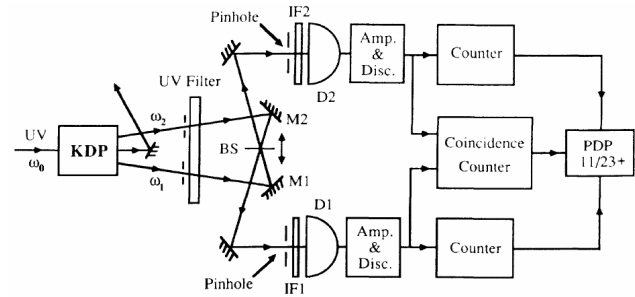 Pinhole
IF2
Amp.
&
Disc.
Counter
D2
UV Filter
M2
UV
ω0
KDP
ω2
BS
Coincidence
Counter
PDP
11/23+
ω1
M1
D1
Amp.
&
Disc.
Counter
Pinhole
IF1